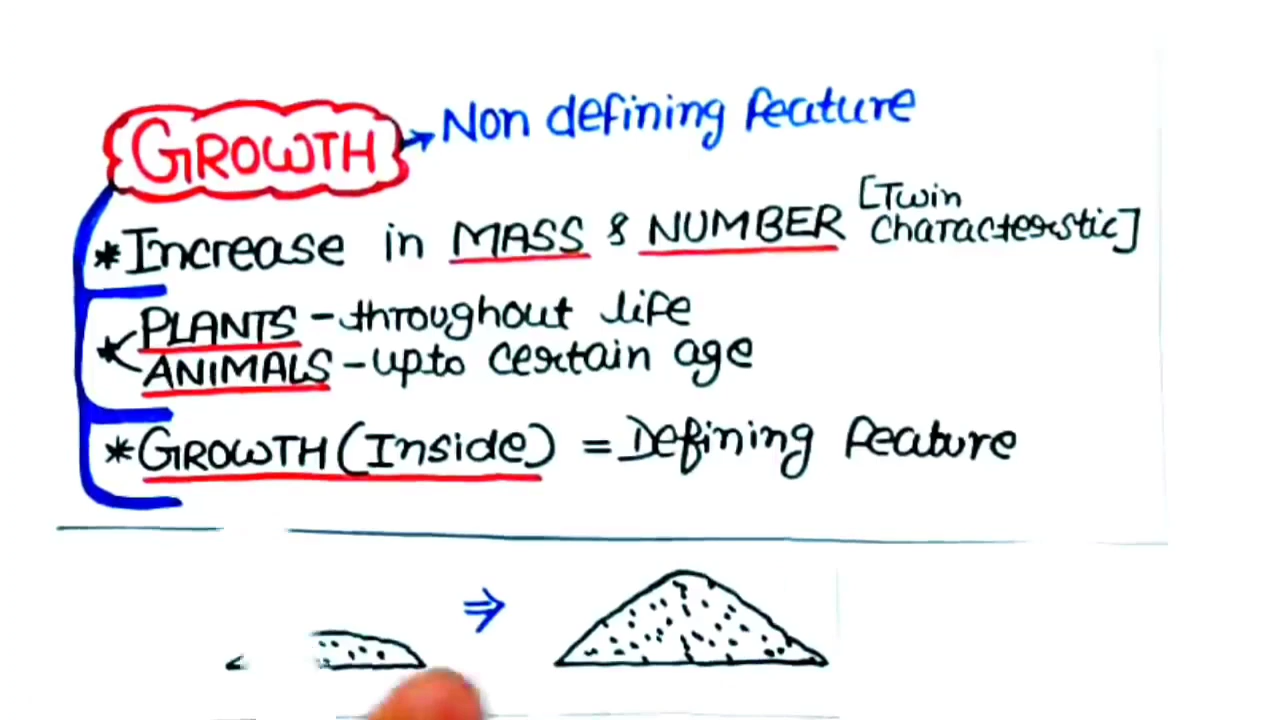 GROWTH → Non defining feature
*Increase in MASS & NUMBER [Twin
characteristic]
*PLANTS - throughout life
ANIMALS - upto certain age
*GROWTH (Inside) = Defining feature
⇒